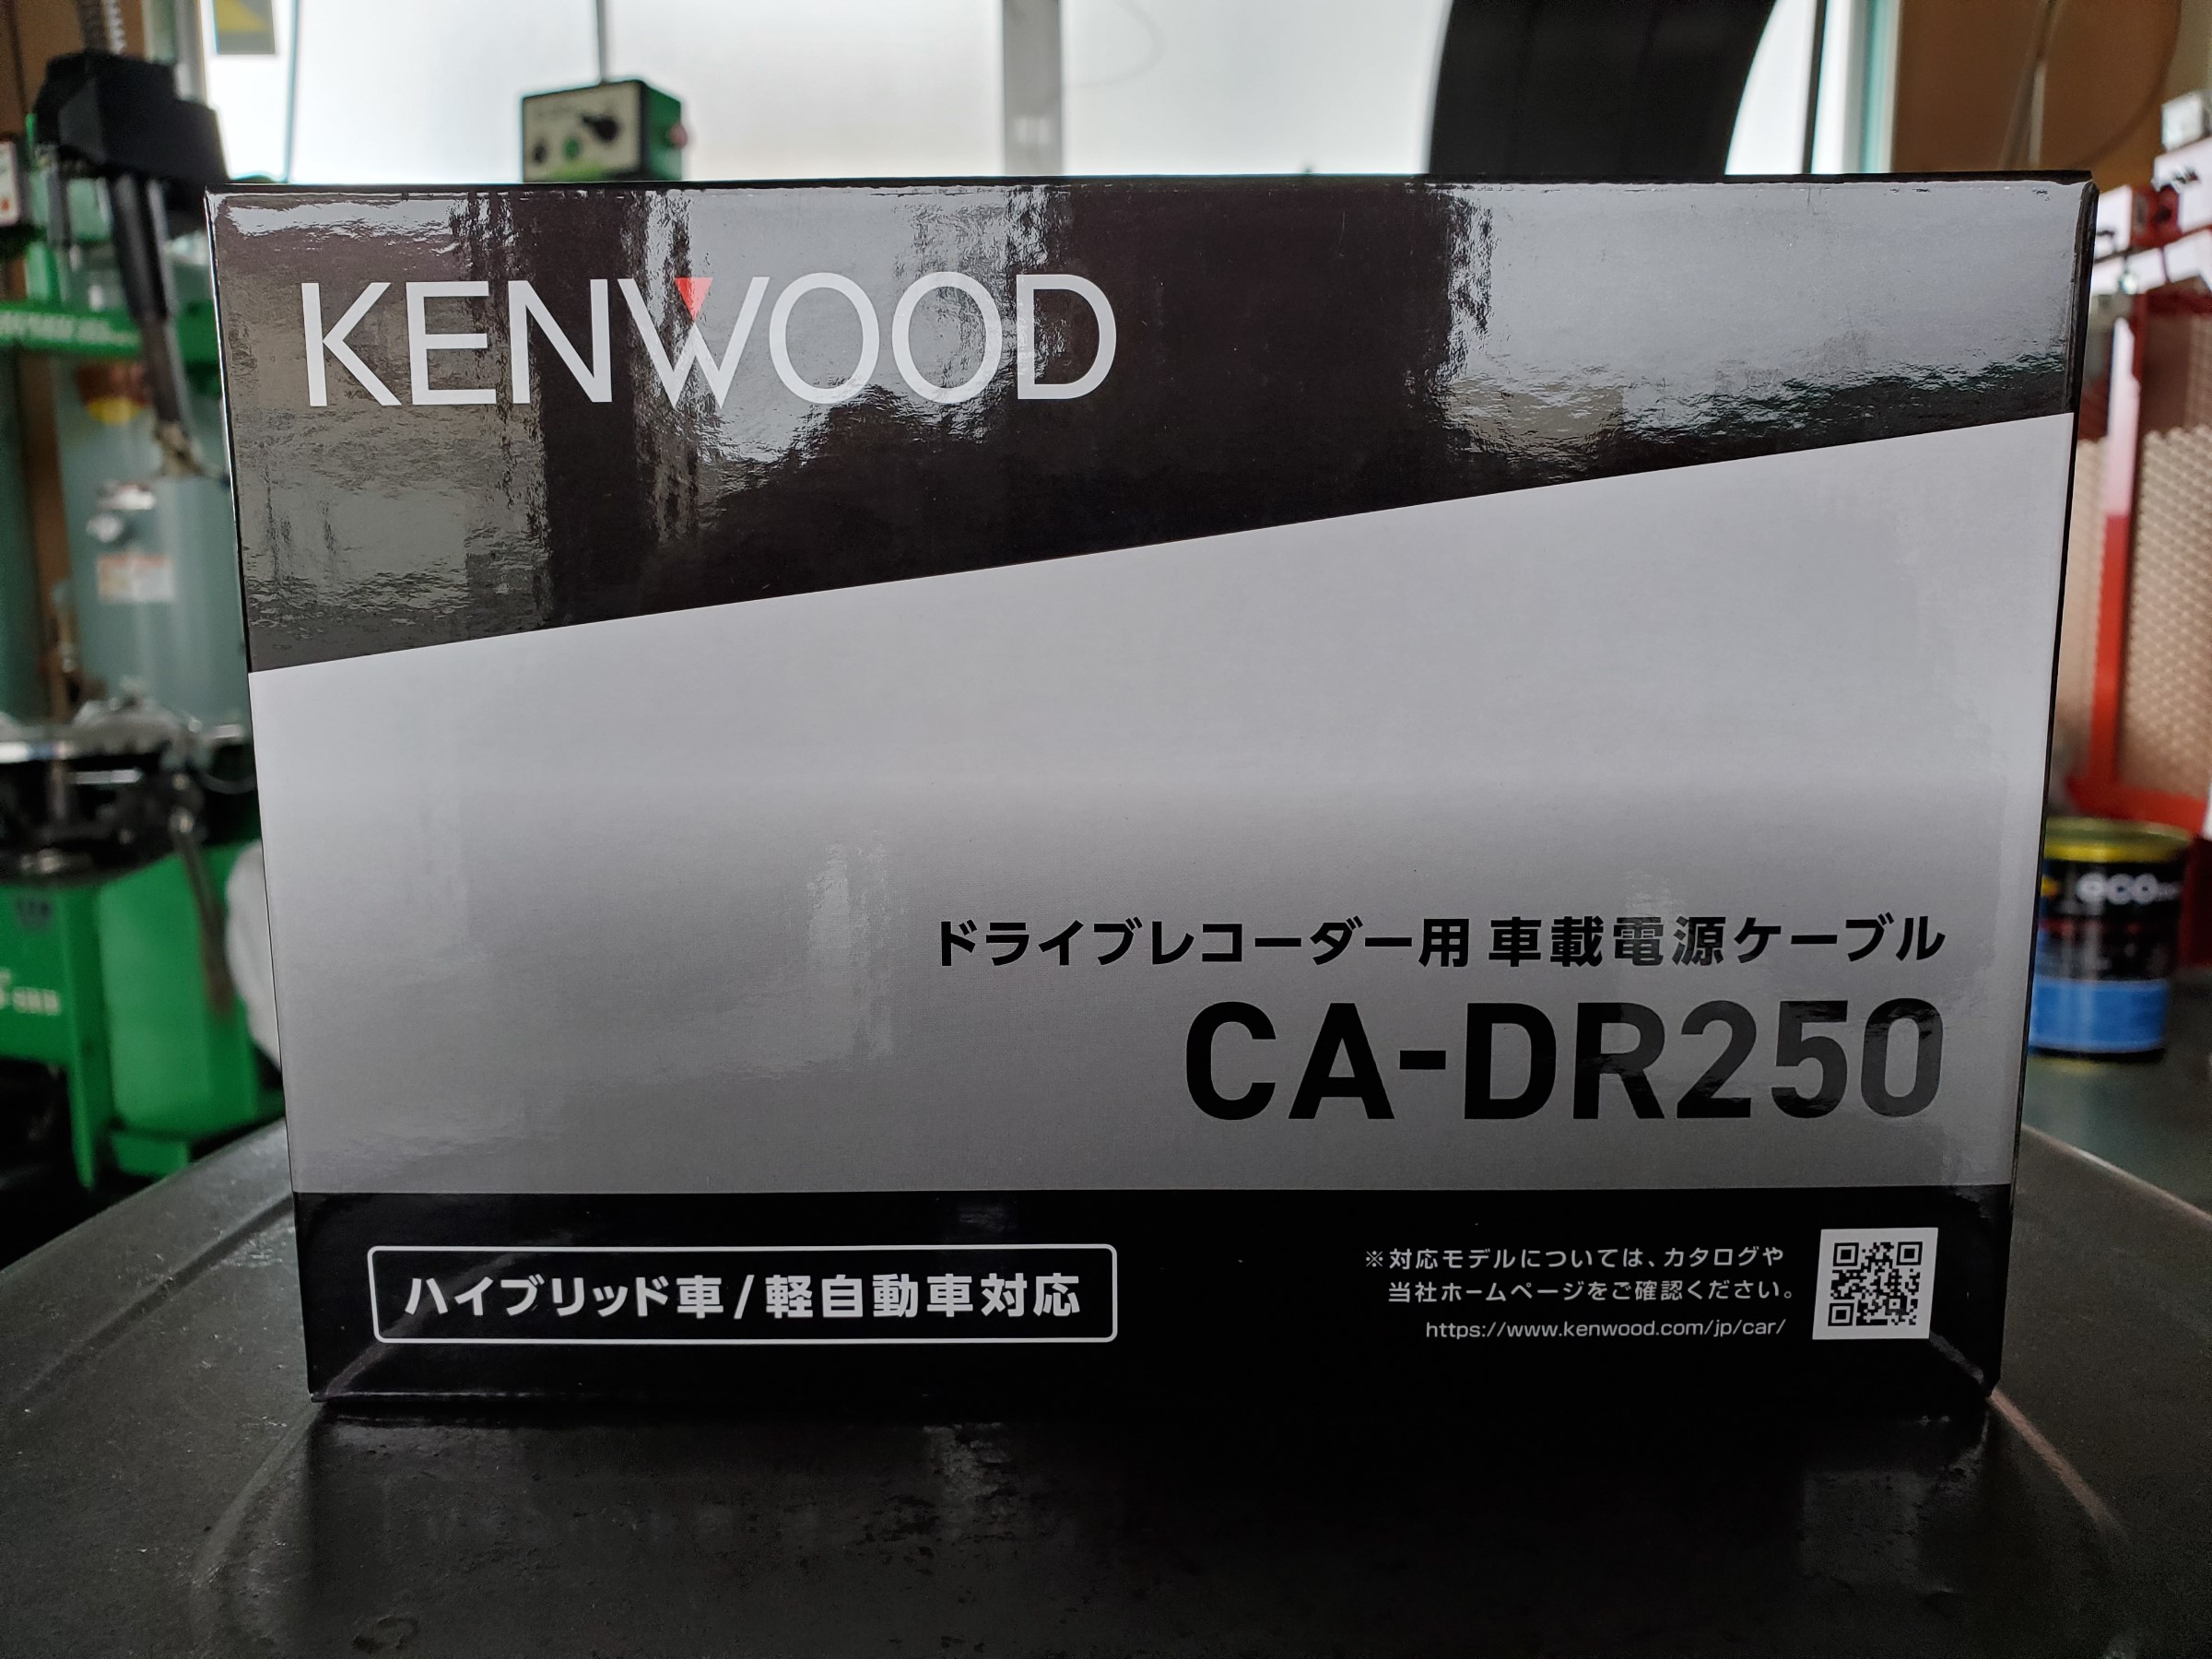 KENWOOD
ドライブレコーダー用 車載電源ケーブル
CA-DR250
ハイブリッド車/軽自動車対応
※対応モデルについては、カタログや
当社ホームページをご確認ください。
https://www.kenwood.com/jp/car/
eco